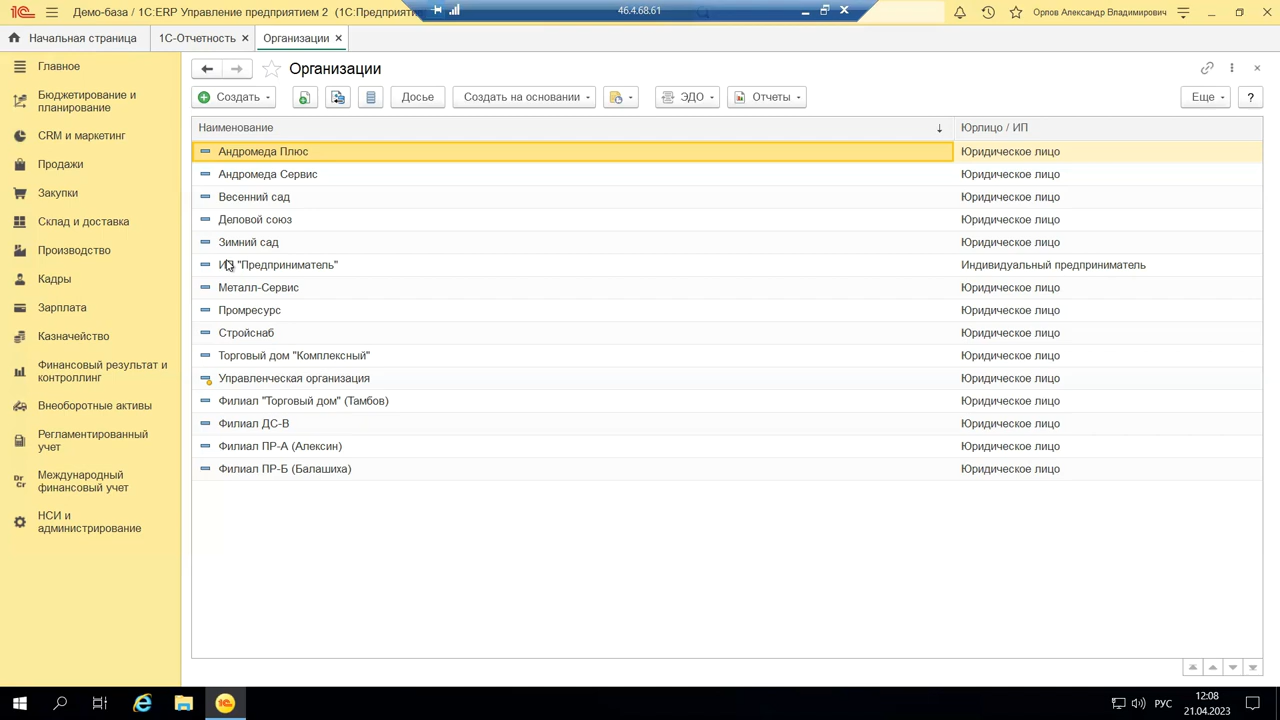 Демо-база / 1С:ERP Управление предприятием 2 (1С:Предприяти
46.4.68.61
Орлов Александр Владимирович
Начальная страница
1С-Отчетность
Организации
Главное
Бюджетирование и
планирование
CRM и маркетинг
Продажи
Закупки
Склад и доставка
Производство
Кадры
Зарплата
Казначейство
Финансовый результат и
контроллинг
Внеоборотные активы
Регламентированный
учет
Международный
финансовый учет
НСИ и
администрирование
Организации
Создать
Досье
Создать на основании
ЭДО
Отчеты
Еще
?
Наименование Юрлицо / ИП
Андромеда Плюс Юридическое лицо
Андромеда Сервис Юридическое лицо
Весенний сад Юридическое лицо
Деловой союз Юридическое лицо
Зимний сад Юридическое лицо
ИП "Предприниматель" Индивидуальный предприниматель
Металл-Сервис Юридическое лицо
Промресурс Юридическое лицо
Стройснаб Юридическое лицо
Торговый дом "Комплексный" Юридическое лицо
Управленческая организация Юридическое лицо
Филиал "Торговый дом" (Тамбов) Юридическое лицо
Филиал ДС-В Юридическое лицо
Филиал ПР-А (Алексин) Юридическое лицо
Филиал ПР-Б (Балашиха) Юридическое лицо
РУС
12:08
21.04.2023